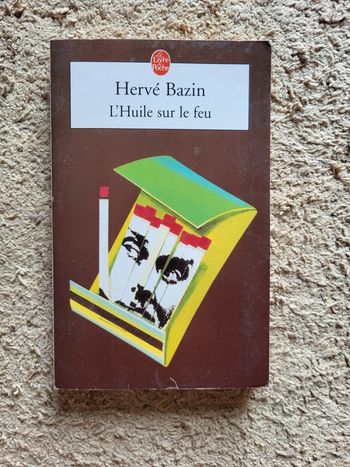 Le Livre
de
Poche
Hervé Bazin
L'Huile sur le feu